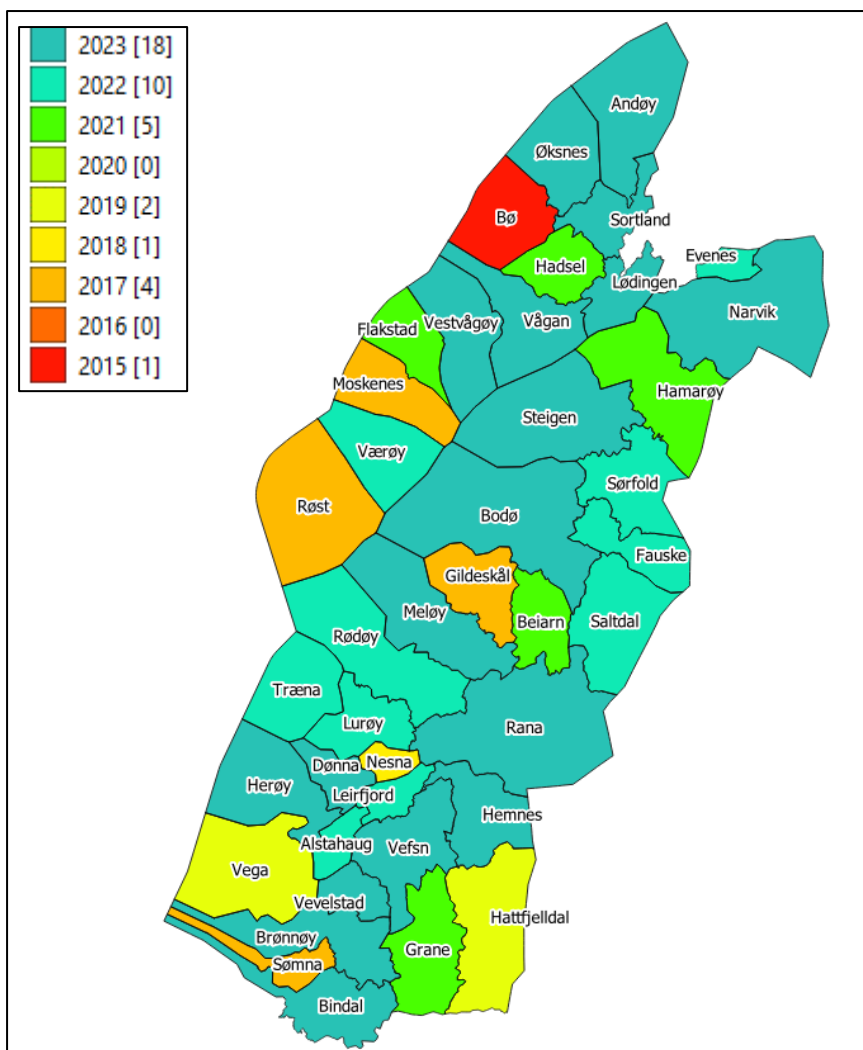 2023 [18]
2022 [10]
2021 [5]
2020 [0]
2019 [2]
2018 [1]
2017 [4]
2016 [0]
2015 [1]
Andøy
Øksnes
Bø
Sortland
Hadsel
Evenes
Lødingen
Narvik
Flakstad
Vestvågøy
Vågan
Moskenes
Hamarøy
Steigen
Værøy
Sørfold
Røst
Bodø
Fauske
Gildeskål
Meløy
Beiarn
Saltdal
Rødøy
Træna
Lurøy
Rana
Dønna
Nesna
Herøy
Leirfjord
Hemnes
Alstahaug
Vefsn
Vega
Vevelstad
Hattfjelldal
Brønnøy
Grane
Sømna
Bindal